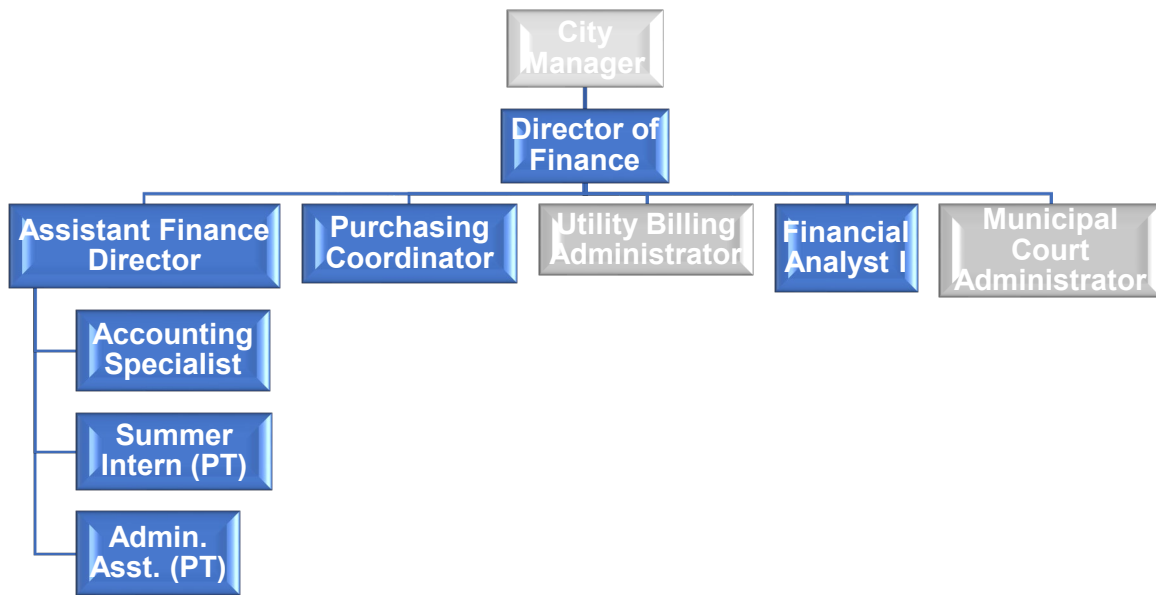 City
Manager
Director of
Finance
Assistant Finance
Director
Purchasing
Coordinator
Utility Billing
Administrator
Financial
Analyst I
Municipal
Court
Administrator
Accounting
Specialist
Summer
Intern (PT)
Admin.
Asst. (PT)